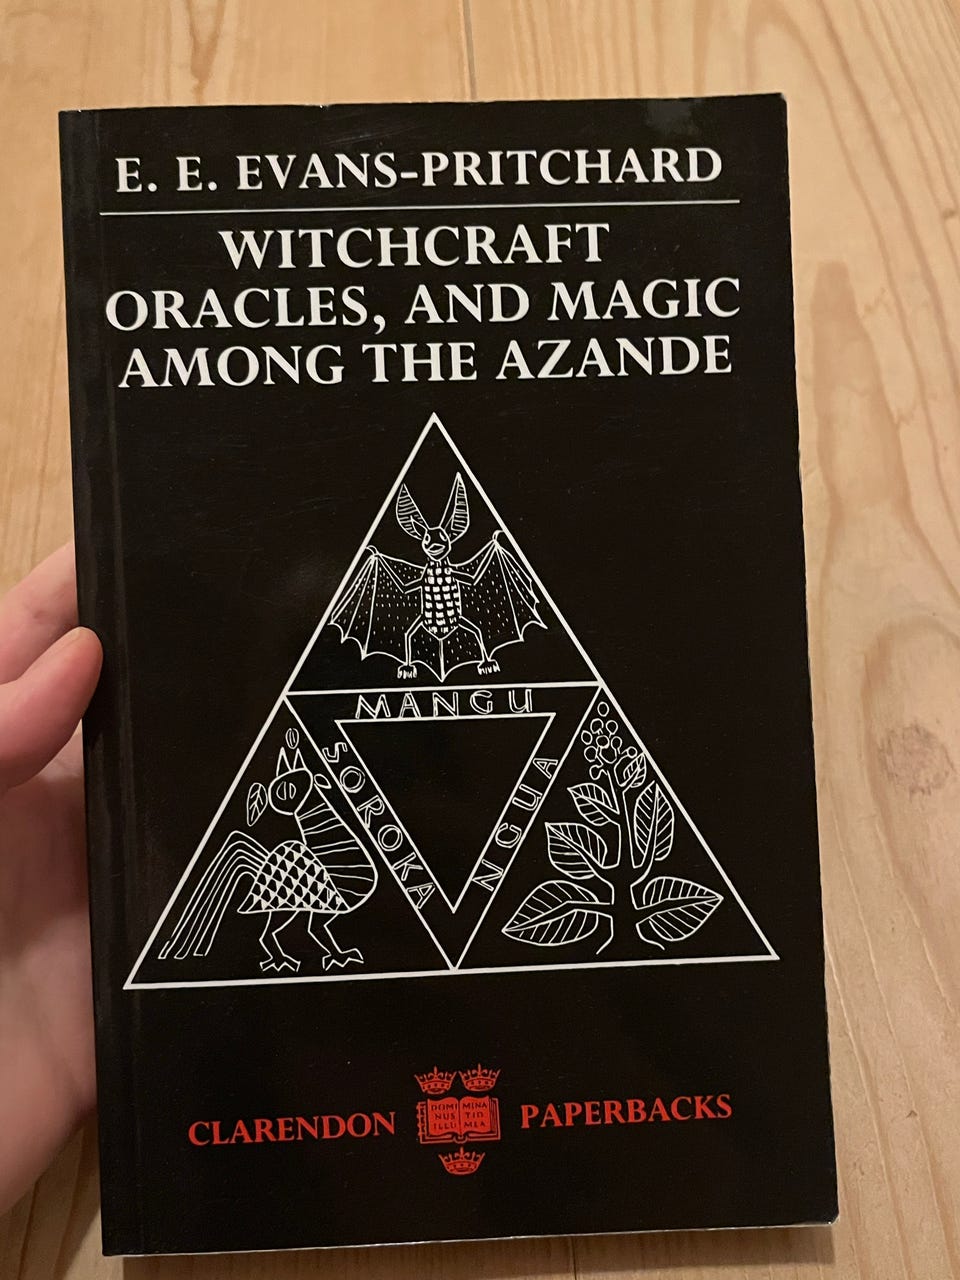 E. E. EVANS-PRITCHARD
WITCHCRAFT
ORACLES, AND MAGIC
AMONG THE AZANDE
MANGU
SOROKA
NGUA
CLARENDON
DOMI MINA
NUS TIO
ILLU MEA
PAPERBACKS